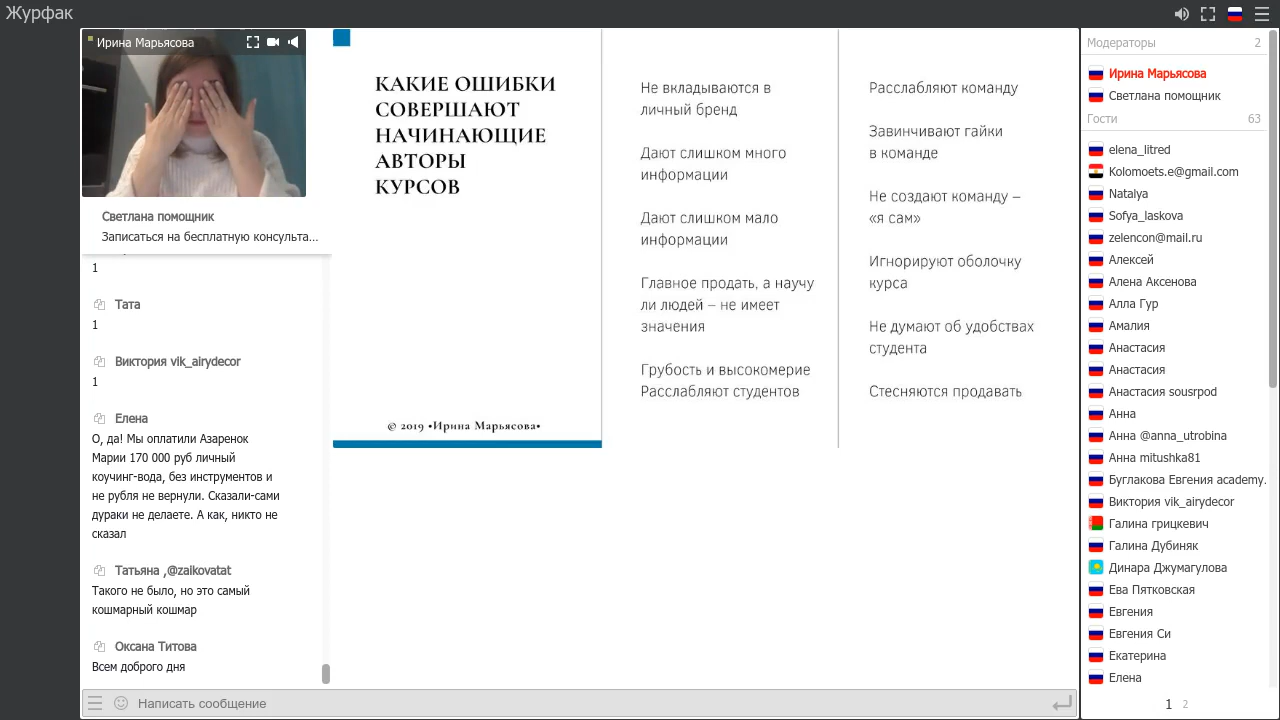 Журфак
Ирина Марьясова
Светлана помощник
Записаться на бесплатную консульта...
1
Тата
1
Виктория vik_airydecor
1
Елена
О, да! Мы оплатили Азаренок
Марии 170 000 руб личный
коучинг-вода, без инструментов и
не рубля не вернули. Сказали-сами
дураки не делаете. А как, никто не
сказал
Татьяна ,@zaikovatat
Такого не было, но это самый
кошмарный кошмар
Оксана Титова
Всем доброго дня
Написать сообщение
КАКИЕ ОШИБКИ
СОВЕРШАЮТ
НАЧИНАЮЩИЕ
АВТОРЫ
КУРСОВ
© 2019 •Ирина Марьясова•
Не вкладываются в
личный бренд
Дают слишком много
информации
Дают слишком мало
информации
Главное продать, а научу
ли людей – не имеет
значения
Грубость и высокомерие
Расслабляют студентов
Расслабляют команду
Завинчивают гайки
в команде
Не создают команду –
«я сам»
Игнорируют оболочку
курса
Не думают об удобствах
студента
Стесняются продавать
Модераторы 2
Ирина Марьясова
Светлана помощник
Гости 63
elena_litred
Kolomoets.e@gmail.com
Natalya
Sofya_laskova
zelencon@mail.ru
Алексей
Алена Аксенова
Алла Гур
Амалия
Анастасия
Анастасия
Анастасия sousrpod
Анна
Анна @anna_utrobina
Анна mitushka81
Буглакова Евгения academy.
Виктория vik_airydecor
Галина грицкевич
Галина Дубиняк
Динара Джумагулова
Ева Пятковская
Евгения
Евгения Си
Екатерина
Елена
1 2